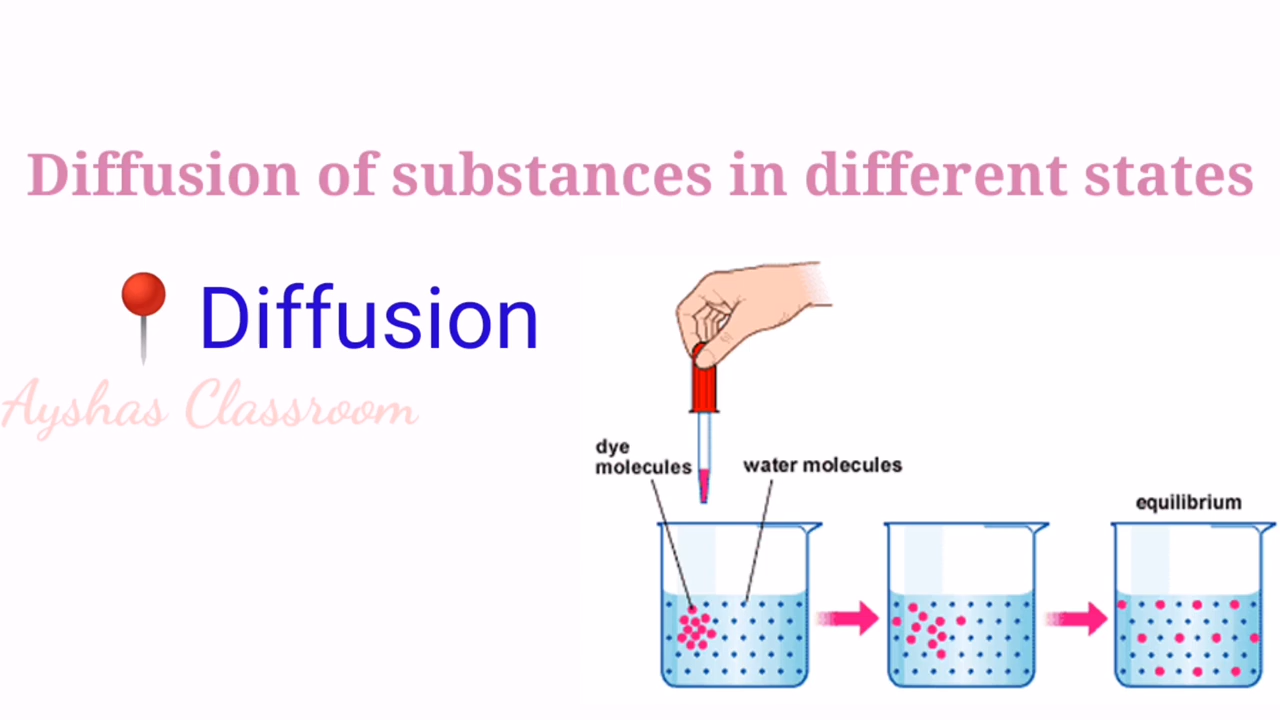 Diffusion of substances in different states
Diffusion
Ayshas Classroom
dye
molecules
water molecules
equilibrium